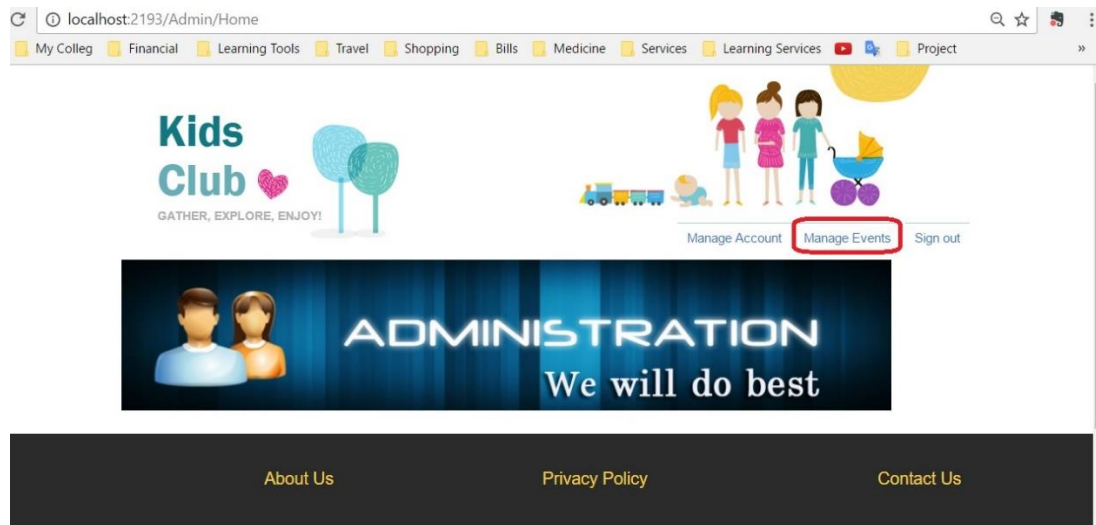 localhost:2193/Admin/Home
My Colleg Financial Learning Tools Travel Shopping Bills Medicine Services Learning Services Project »
Kids
Club
GATHER, EXPLORE, ENJOY!
Manage Account Manage Events Sign out
ADMINISTRATION
We will do best
About Us Privacy Policy Contact Us